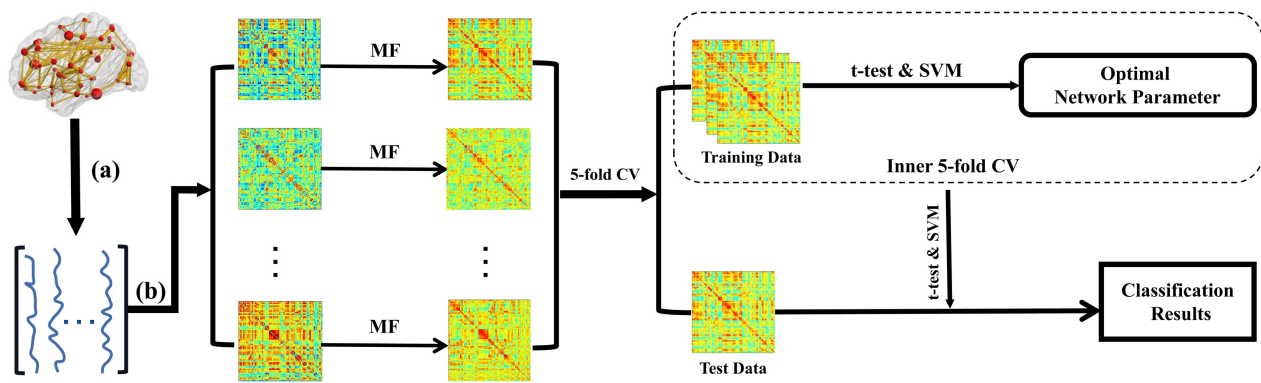 (a)
(b)
MF
MF
MF
5-fold CV
Training Data
t-test & SVM
Optimal
Network Parameter
Inner 5-fold CV
t-test & SVM
Test Data
Classification
Results